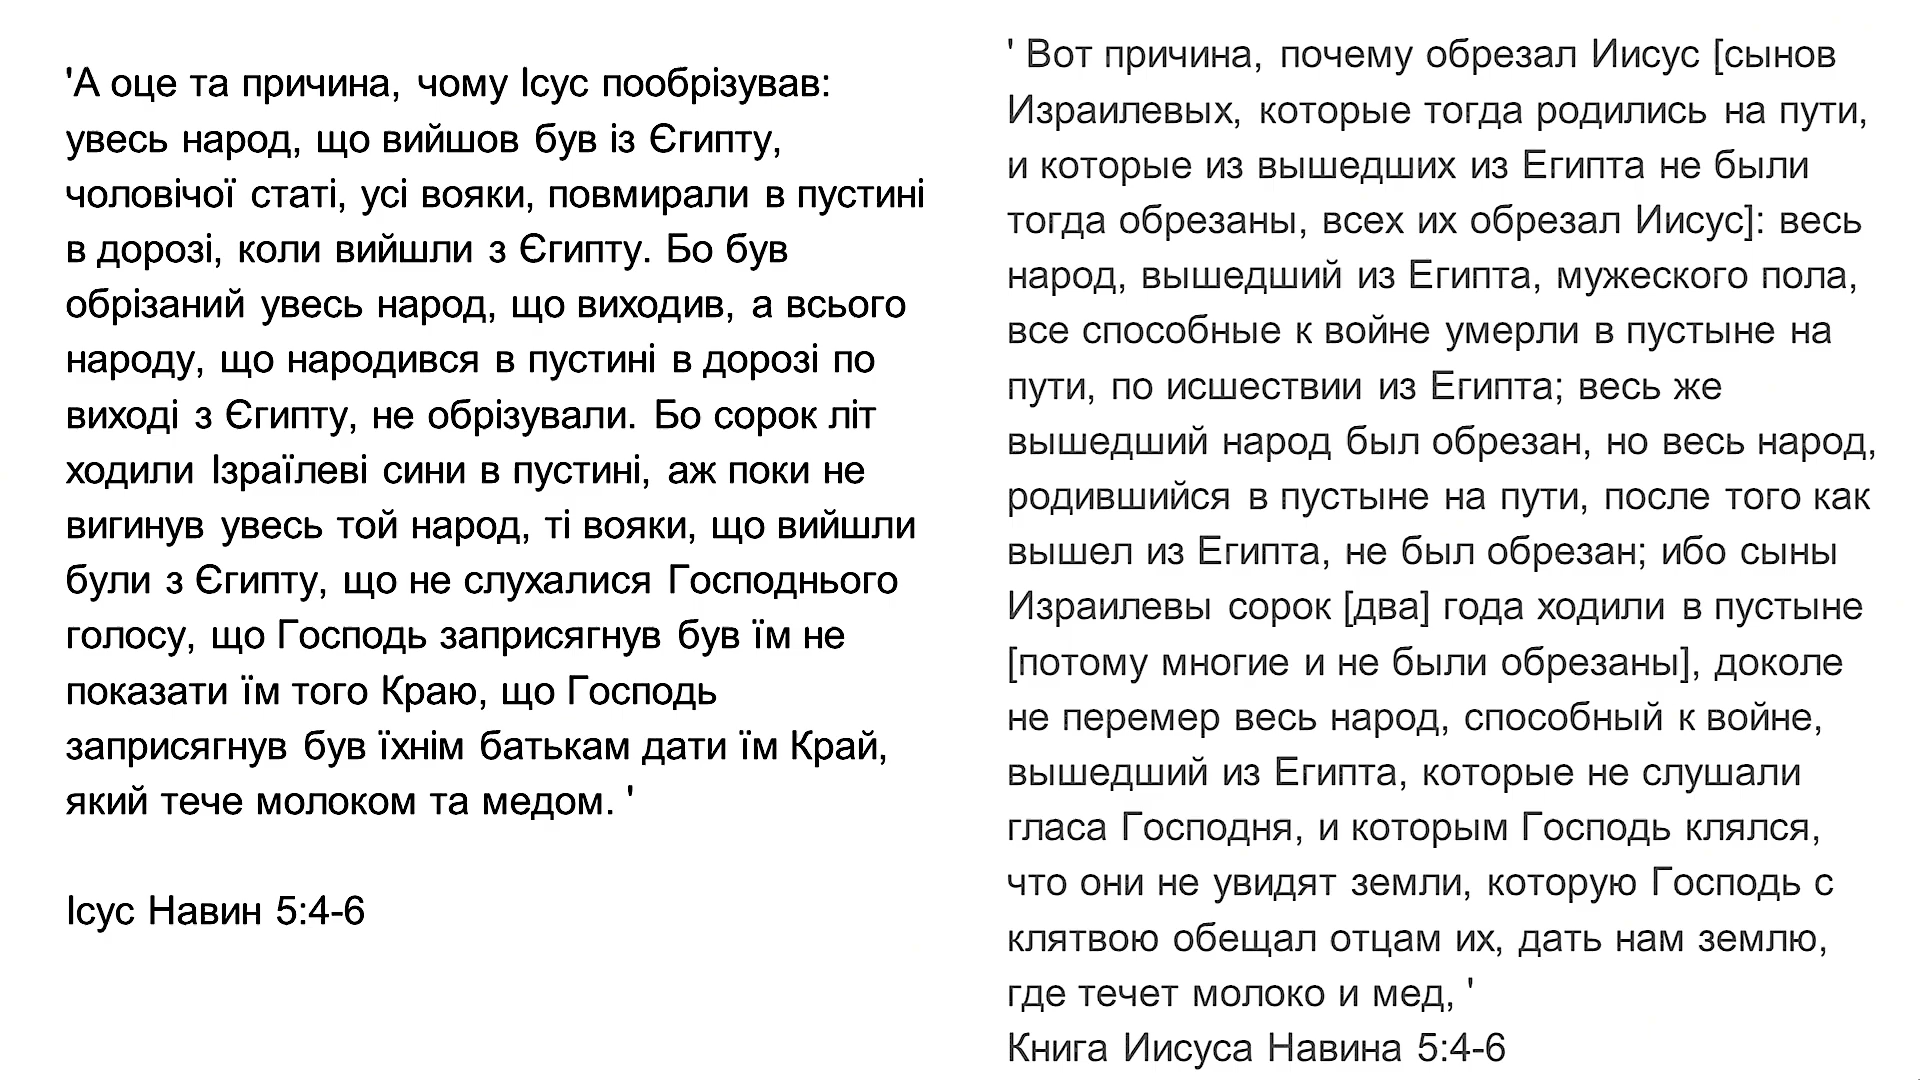 'А оце та причина, чому Ісус пообрізував:
увесь народ, що вийшов був із Єгипту,
чоловічої статі, усі вояки, повмирали в пустині
в дорозі, коли вийшли з Єгипту. Бо був
обрізаний увесь народ, що виходив, а всього
народу, що народився в пустині в дорозі по
виході з Єгипту, не обрізували. Бо сорок літ
ходили Ізраїлеві сини в пустині, аж поки не
вигинув увесь той народ, ті вояки, що вийшли
були з Єгипту, що не слухалися Господнього
голосу, що Господь заприсягнув був їм не
показати їм того Краю, що Господь
заприсягнув був їхнім батькам дати їм Край,
який тече молоком та медом. '
Ісус Навин 5:4-6
' Вот причина, почему обрезал Иисус [сынов
Израилевых, которые тогда родились на пути,
и которые из вышедших из Египта не были
тогда обрезаны, всех их обрезал Иисус]: весь
народ, вышедший из Египта, мужеского пола,
все способные к войне умерли в пустыне на
пути, по исшествии из Египта; весь же
вышедший народ был обрезан, но весь народ,
родившийся в пустыне на пути, после того как
вышел из Египта, не был обрезан; ибо сыны
Израилевы сорок [два] года ходили в пустыне
[потому многие и не были обрезаны], доколе
не перемер весь народ, способный к войне,
вышедший из Египта, которые не слушали
гласа Господня, и которым Господь клялся,
что они не увидят земли, которую Господь с
клятвою обещал отцам их, дать нам землю,
где течет молоко и мед, '
Книга Иисуса Навина 5:4-6